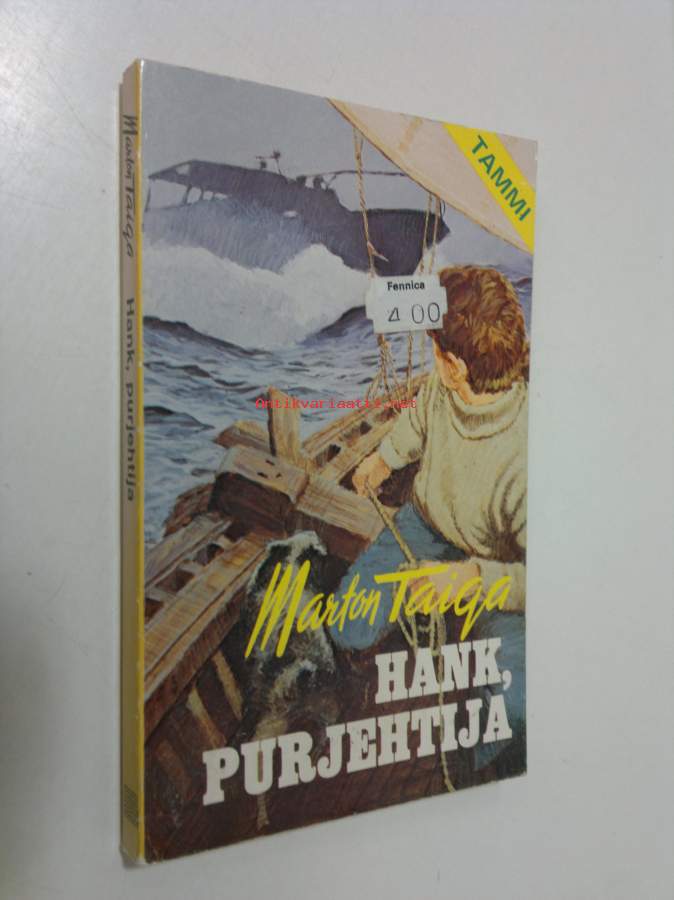 TAMMI
Fennica
4 00
Antikvariaatti.net
Marton Taiga
HANK,
PURJEHTIJA
Marton Taiga Hank, purjehtija